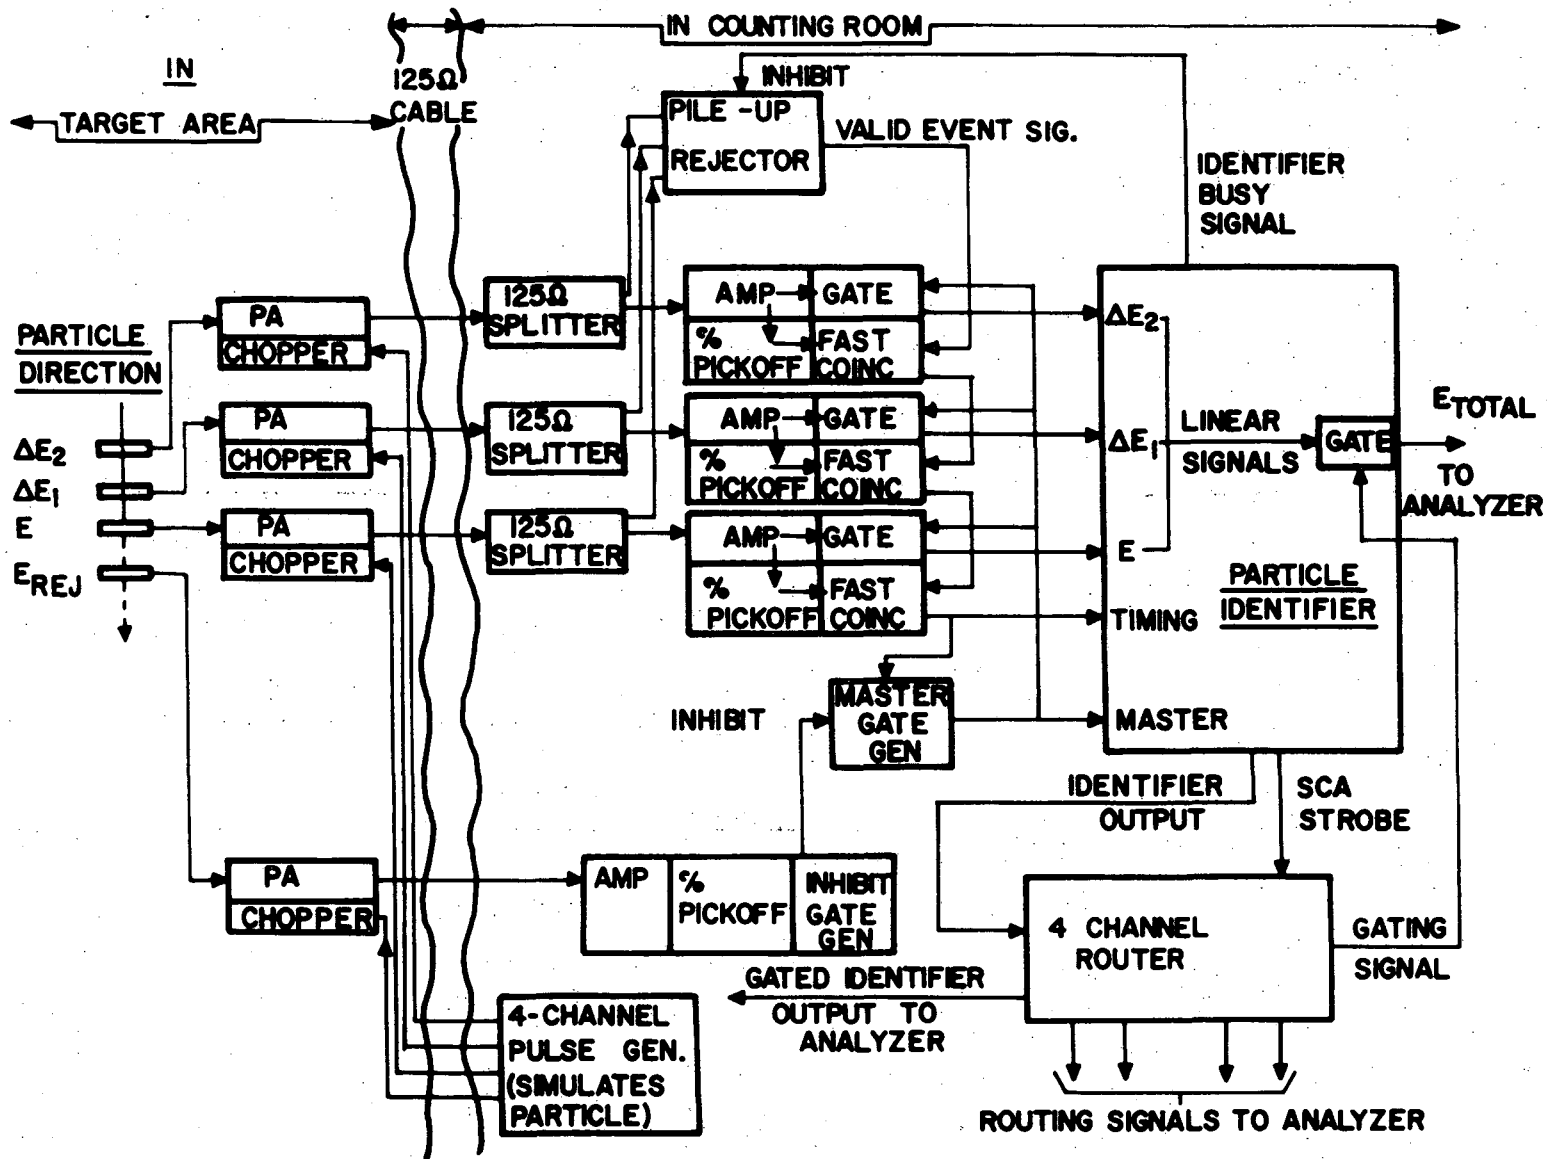 IN COUNTING ROOM
IN
TARGET AREA
125Ω
CABLE
INHIBIT
PILE-UP
REJECTOR
VALID EVENT SIG.
IDENTIFIER
BUSY
SIGNAL
PARTICLE
DIRECTION
ΔE2
ΔE1
E
EREJ
PA
CHOPPER
PA
CHOPPER
PA
CHOPPER
125Ω
SPLITTER
125Ω
SPLITTER
125Ω
SPLITTER
AMP GATE
% PICKOFF
FAST COINC
AMP GATE
% PICKOFF
FAST COINC
AMP GATE
% PICKOFF
FAST COINC
ΔE2
ΔE1
E
TIMING
MASTER
LINEAR
SIGNALS
GATE
PARTICLE
IDENTIFIER
ETOTAL
TO
ANALYZER
INHIBIT
MASTER
GATE
GEN
IDENTIFIER
OUTPUT
SCA
STROBE
PA
CHOPPER
AMP
%
PICKOFF
INHIBIT
GATE
GEN
4 CHANNEL
ROUTER
GATING
SIGNAL
GATED IDENTIFIER
OUTPUT TO
ANALYZER
4-CHANNEL
PULSE GEN.
(SIMULATES
PARTICLE)
ROUTING SIGNALS TO ANALYZER